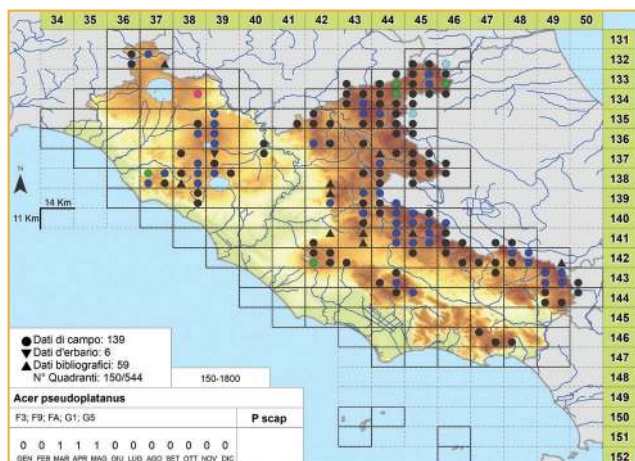 34 35 36 37 38 39 40 41 42 43 44 45 46 47 48 49 50
131
132
133
134
135
136
137
138
139
140
141
142
143
144
145
146
147
148
149
150
151
152
N
14 Km
11 Km
Dati di campo: 139
Dati d'erbario: 6
Dati bibliografici: 59
N° Quadranti: 150/544
150-1800
Acer pseudoplatanus
F3; F9; FA; G1; G5
P scap
0 0 1 1 1 0 0 0 0 0 0 0
GEN FEB MAR APR MAG GIU LUG AGO SET OTT NOV DIC